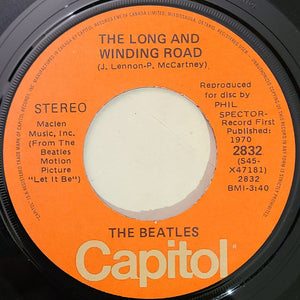 THE LONG AND
WINDING ROAD
(J. Lennon-P. McCartney)
STEREO
Maclen
Music, Inc.
(From The
Beatles
Motion
Picture
"Let It Be")
Reproduced
for disc by
PHIL
SPECTOR-
Record First
Published:
1970
2832
(S45-
X47181)
2832
BMI-3:40
THE BEATLES
Capitol